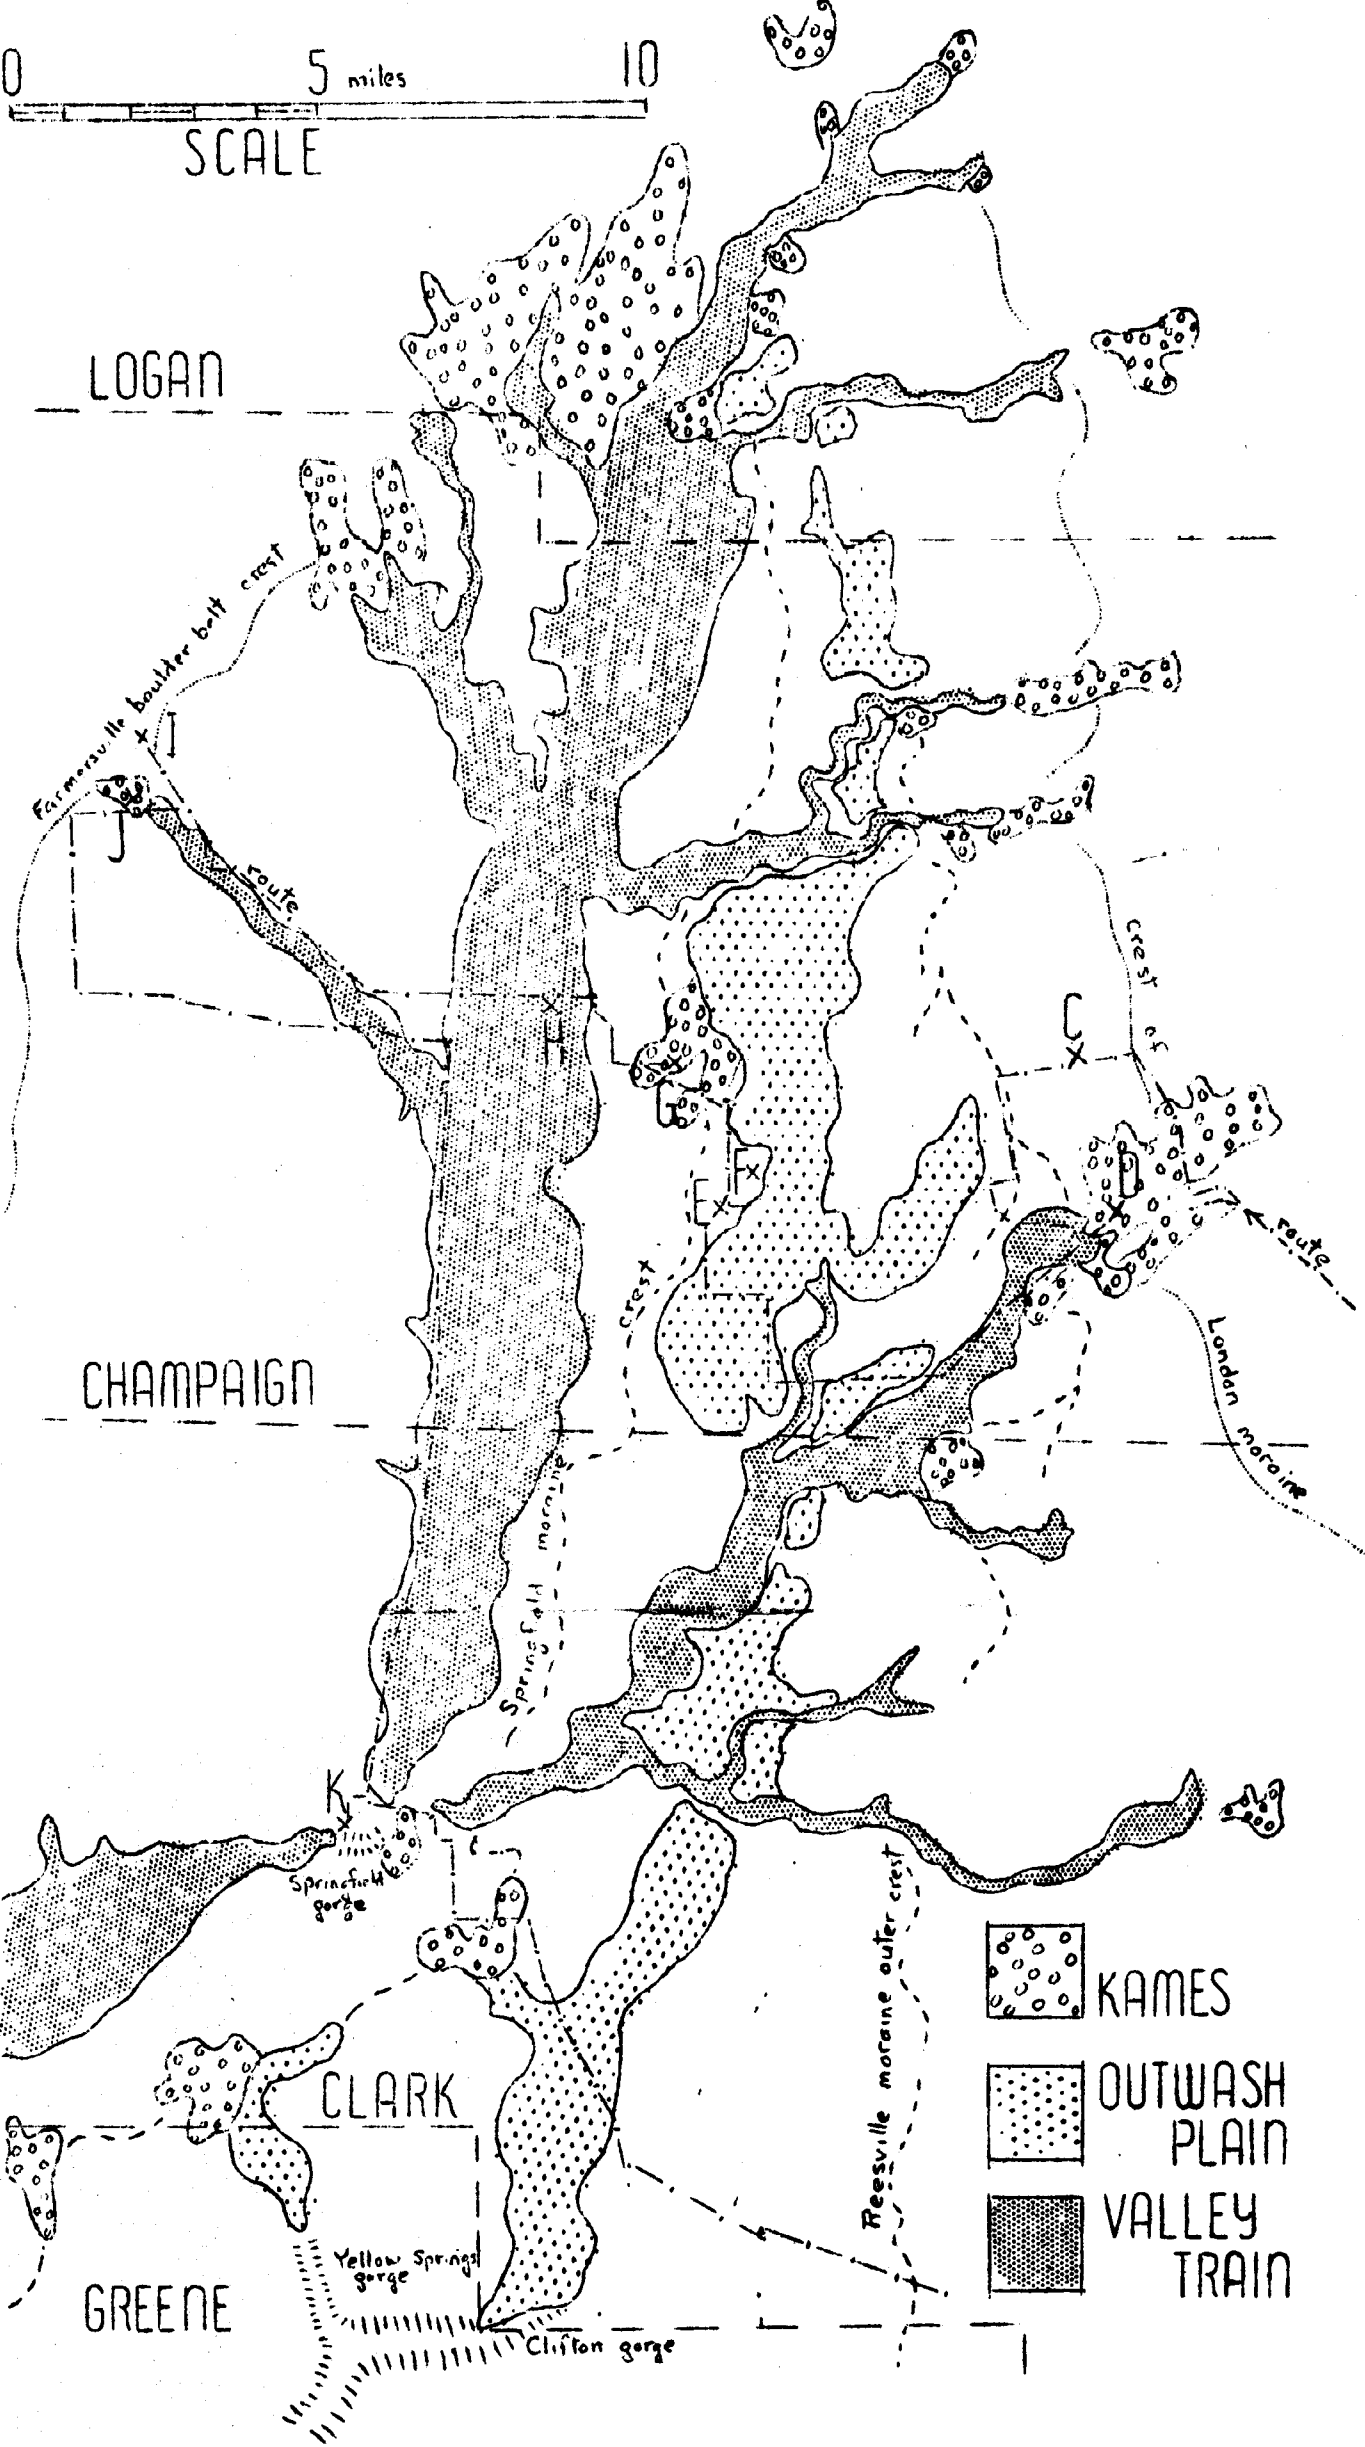 0 5 miles 10
SCALE
LOGAN
Farmersville boulder belt crest
I
J
route
crest of
C
H
G
D
F
E
route
crest
London moraine
CHAMPAIGN
Springfield moraine
K
Springfield
gorge
Reesville moraine outer crest
KAMES
CLARK
OUTWASH
PLAIN
VALLEY
TRAIN
Yellow Springs
gorge
GREENE
Clifton gorge